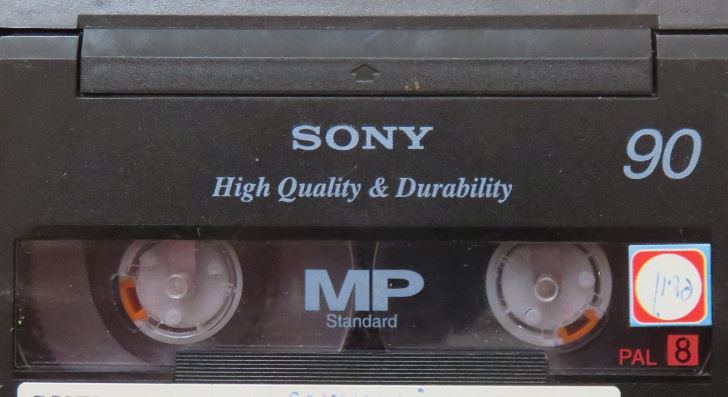 SONY
90
High Quality & Durability
MP
Standard
PAL 8